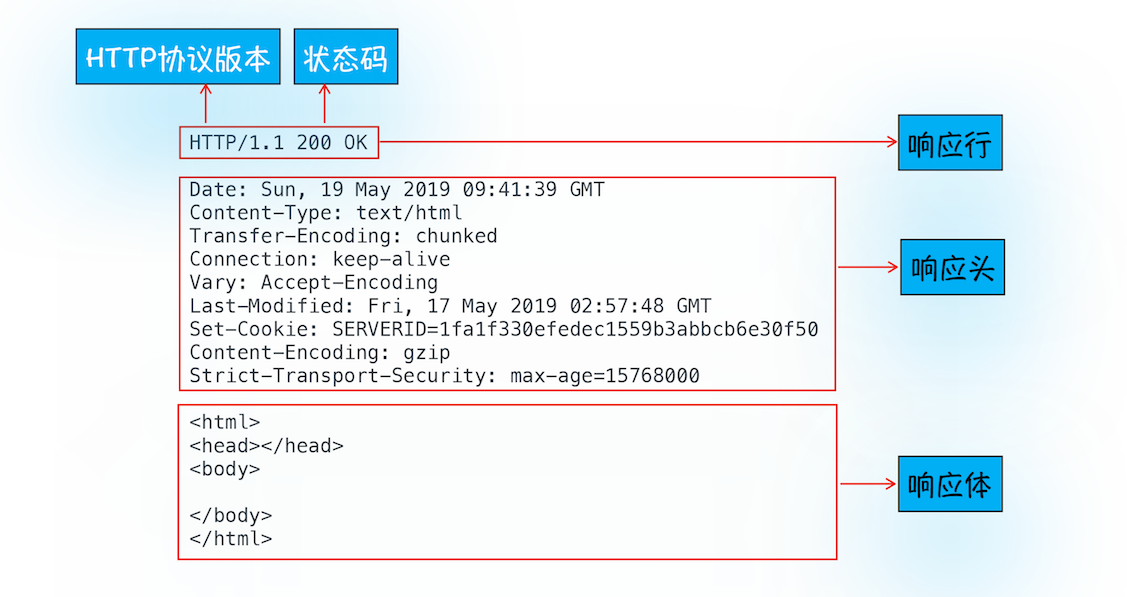 HTTP协议版本
状态码
HTTP/1.1 200 OK
响应行
Date: Sun, 19 May 2019 09:41:39 GMT
Content-Type: text/html
Transfer-Encoding: chunked
Connection: keep-alive
Vary: Accept-Encoding
Last-Modified: Fri, 17 May 2019 02:57:48 GMT
Set-Cookie: SERVERID=1fa1f330efedec1559b3abbcb6e30f50
Content-Encoding: gzip
Strict-Transport-Security: max-age=15768000
响应头
<html>
<head></head>
<body>
</body>
</html>
响应体